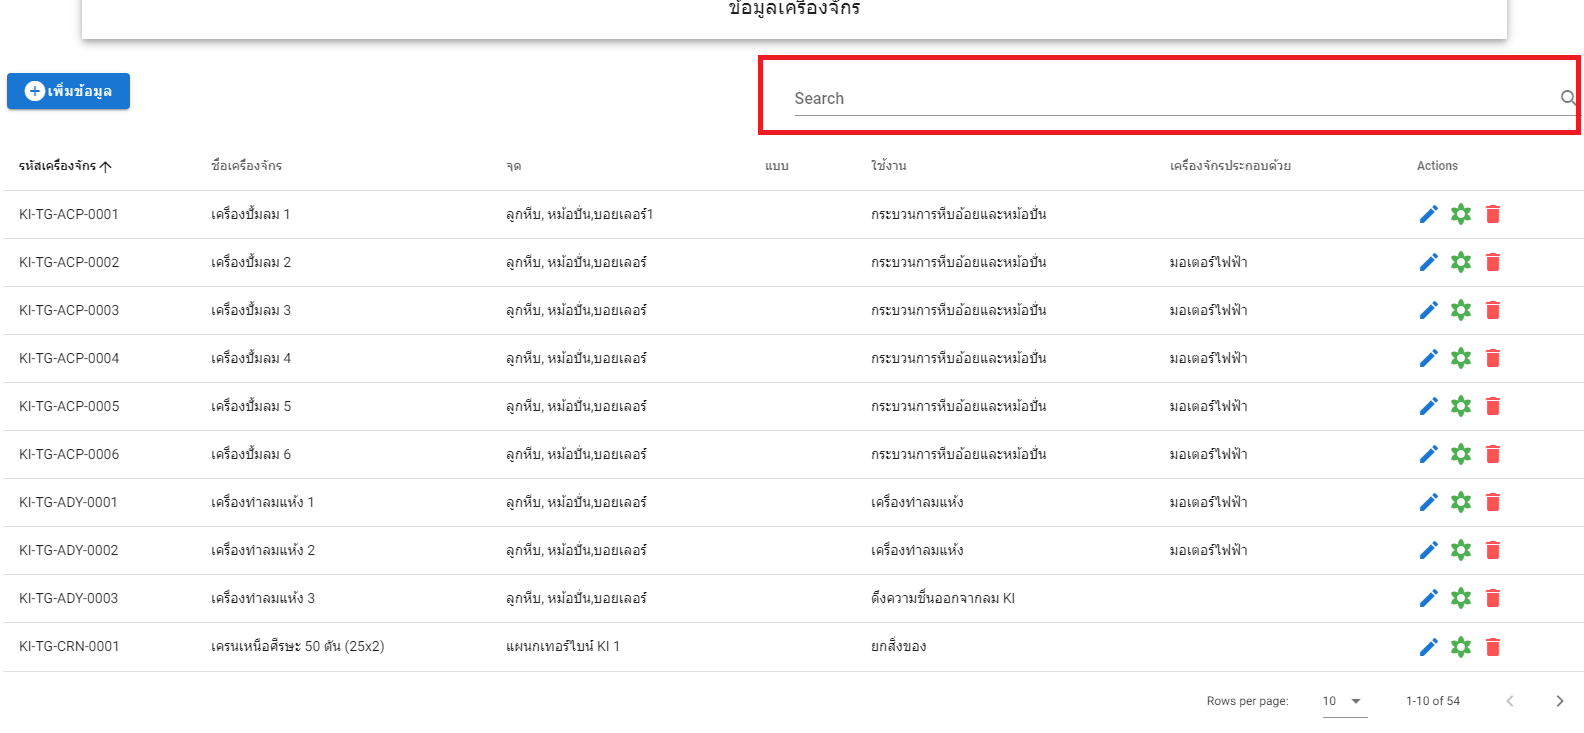 ข้อมูลเครื่องจักร
เพิ่มข้อมูล
Search
รหัสเครื่องจักร ชื่อเครื่องจักร จุด แบบ ใช้งาน เครื่องจักรประกอบด้วย Actions
KI-TG-ACP-0001 เครื่องปั้มลม 1 ลูกหีบ, หม้อปั่น,บอยเลอร์1 กระบวนการหีบอ้อยและหม้อปั่น
KI-TG-ACP-0002 เครื่องปั้มลม 2 ลูกหีบ, หม้อปั่น,บอยเลอร์ กระบวนการหีบอ้อยและหม้อปั่น มอเตอร์ไฟฟ้า
KI-TG-ACP-0003 เครื่องปั้มลม 3 ลูกหีบ, หม้อปั่น,บอยเลอร์ กระบวนการหีบอ้อยและหม้อปั่น มอเตอร์ไฟฟ้า
KI-TG-ACP-0004 เครื่องปั้มลม 4 ลูกหีบ, หม้อปั่น,บอยเลอร์ กระบวนการหีบอ้อยและหม้อปั่น มอเตอร์ไฟฟ้า
KI-TG-ACP-0005 เครื่องปั้มลม 5 ลูกหีบ, หม้อปั่น,บอยเลอร์ กระบวนการหีบอ้อยและหม้อปั่น มอเตอร์ไฟฟ้า
KI-TG-ACP-0006 เครื่องปั้มลม 6 ลูกหีบ, หม้อปั่น,บอยเลอร์ กระบวนการหีบอ้อยและหม้อปั่น มอเตอร์ไฟฟ้า
KI-TG-ADY-0001 เครื่องทำลมแห้ง 1 ลูกหีบ, หม้อปั่น,บอยเลอร์ เครื่องทำลมแห้ง มอเตอร์ไฟฟ้า
KI-TG-ADY-0002 เครื่องทำลมแห้ง 2 ลูกหีบ, หม้อปั่น,บอยเลอร์ เครื่องทำลมแห้ง มอเตอร์ไฟฟ้า
KI-TG-ADY-0003 เครื่องทำลมแห้ง 3 ลูกหีบ, หม้อปั่น,บอยเลอร์ ดึงความชื้นออกจากลม KI
KI-TG-CRN-0001 เครนเหนือศีรษะ 50 ตัน (25x2) แผนกเทอร์ไบน์ KI 1 ยกสิ่งของ
Rows per page: 10 1-10 of 54